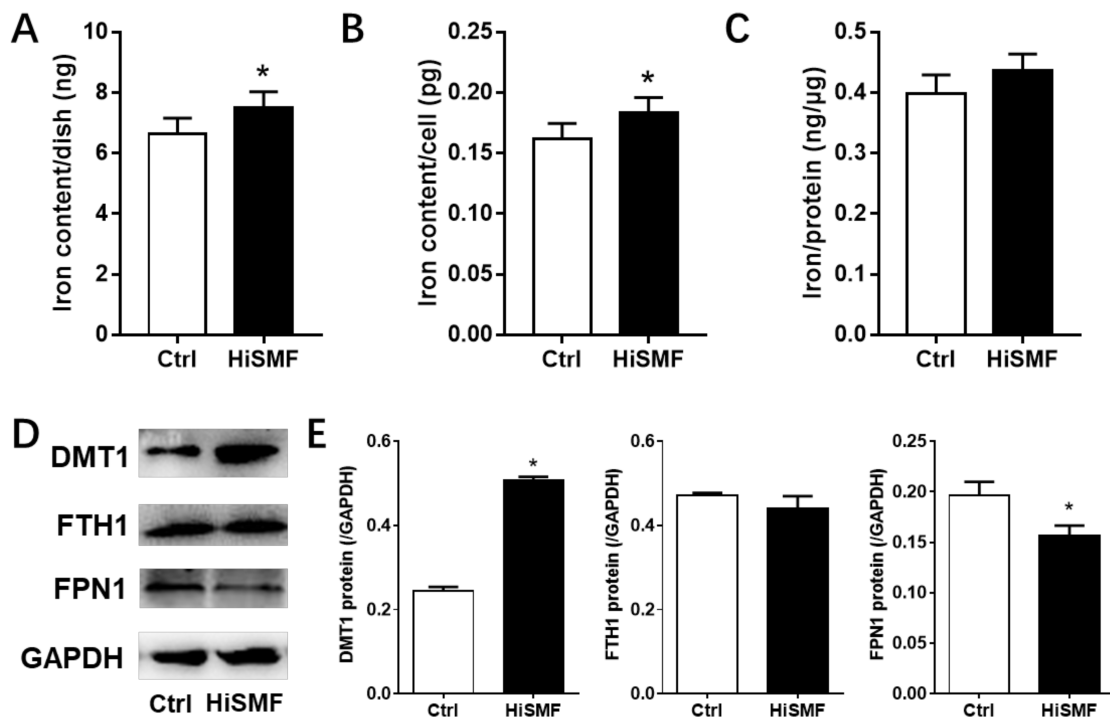 A
Iron content/dish (ng)
10
8
6
4
2
0
*
Ctrl
HiSMF
B
Iron content/cell (pg)
0.25
0.20
0.15
0.10
0.05
0.00
*
Ctrl
HiSMF
C
Iron/protein (ng/µg)
0.5
0.4
0.3
0.2
0.1
0.0
Ctrl
HiSMF
D
DMT1
FTH1
FPN1
GAPDH
Ctrl HiSMF
E
DMT1 protein (/GAPDH)
0.6
0.4
0.2
0.0
*
Ctrl
HiSMF
FTH1 protein (/GAPDH)
0.6
0.4
0.2
0.0
Ctrl
HiSMF
FPN1 protein (/GAPDH)
0.25
0.20
0.15
0.10
0.05
0.00
*
Ctrl
HiSMF